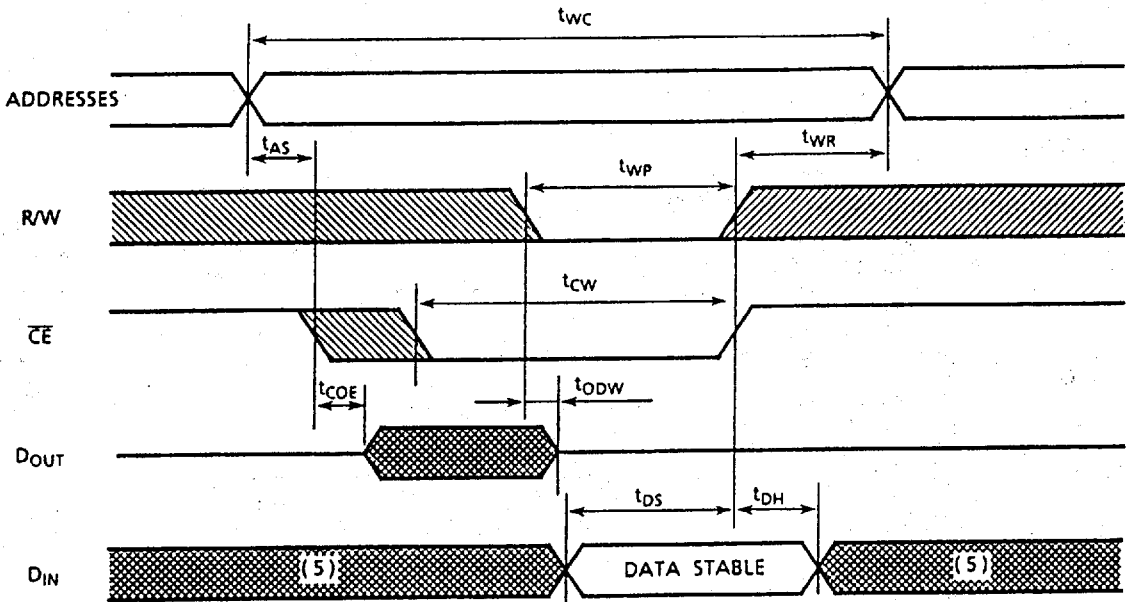 tWC
ADDRESSES
tAS
tWR
tWP
R/W
tCW
CE
tCOE
tODW
DOUT
tDS
tDH
DIN
(5)
DATA STABLE
(5)